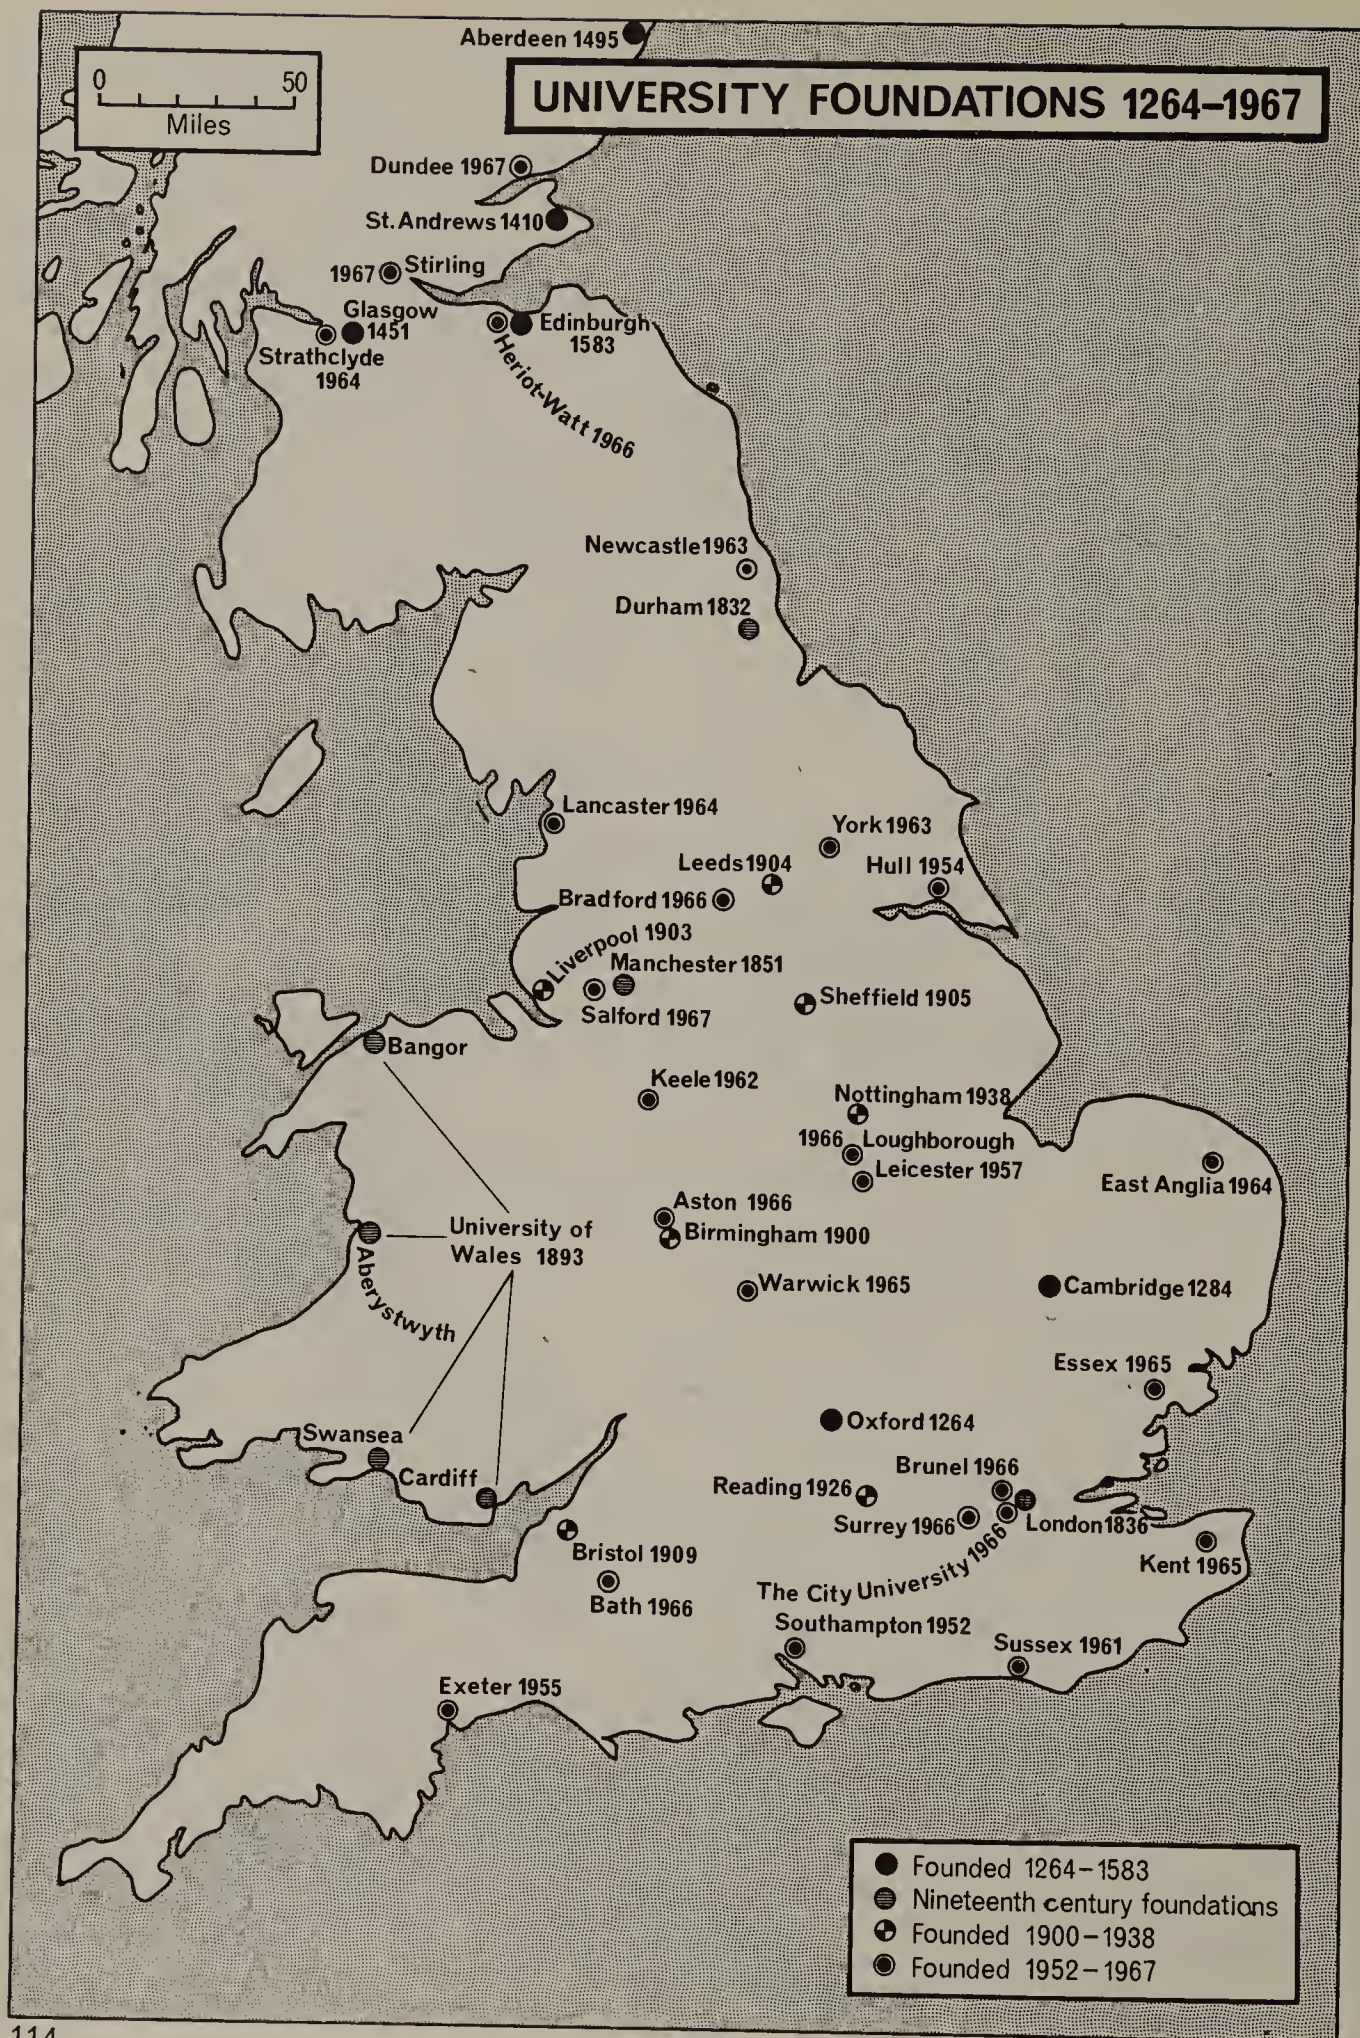 Aberdeen 1495
0 50
Miles
UNIVERSITY FOUNDATIONS 1264–1967
Dundee 1967
St. Andrews 1410
1967 Stirling
Glasgow
1451
Strathclyde
1964
Edinburgh
1583
Heriot-Watt 1966
Newcastle 1963
Durham 1832
Lancaster 1964
York 1963
Leeds 1904
Hull 1954
Bradford 1966
Liverpool 1903
Manchester 1851
Salford 1967
Sheffield 1905
Bangor
Keele 1962
Nottingham 1938
1966 Loughborough
Leicester 1957
East Anglia 1964
Aston 1966
Birmingham 1900
University of
Wales 1893
Aberystwyth
Warwick 1965
Cambridge 1284
Essex 1965
Oxford 1264
Swansea
Cardiff
Brunel 1966
Reading 1926
Surrey 1966
London 1836
The City University 1966
Kent 1965
Bristol 1909
Bath 1966
Southampton 1952
Sussex 1961
Exeter 1955
Founded 1264–1583
Nineteenth century foundations
Founded 1900–1938
Founded 1952–1967
114